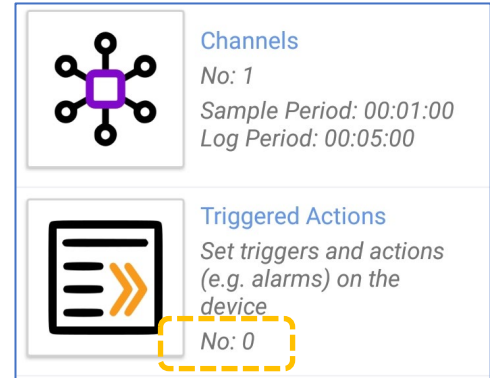 Channels
No: 1
Sample Period: 00:01:00
Log Period: 00:05:00
Triggered Actions
Set triggers and actions
(e.g. alarms) on the
device
No: 0